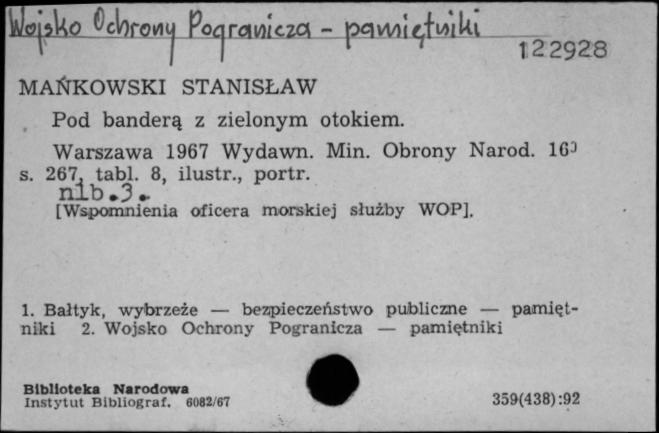 Wojsko Ochrony Pogranicza - pamiętniki
122928
MAŃKOWSKI STANISŁAW
Pod banderą z zielonym otokiem.
Warszawa 1967 Wydawn. Min. Obrony Narod. 16⁰
s. 267, tabl. 8, ilustr., portr.
nlb.3.
[Wspomnienia oficera morskiej służby WOP].
1. Bałtyk, wybrzeże — bezpieczeństwo publiczne — pamięt-
niki 2. Wojsko Ochrony Pogranicza — pamiętniki
Biblioteka Narodowa
Instytut Bibliograf. 6082/67
359(438):92